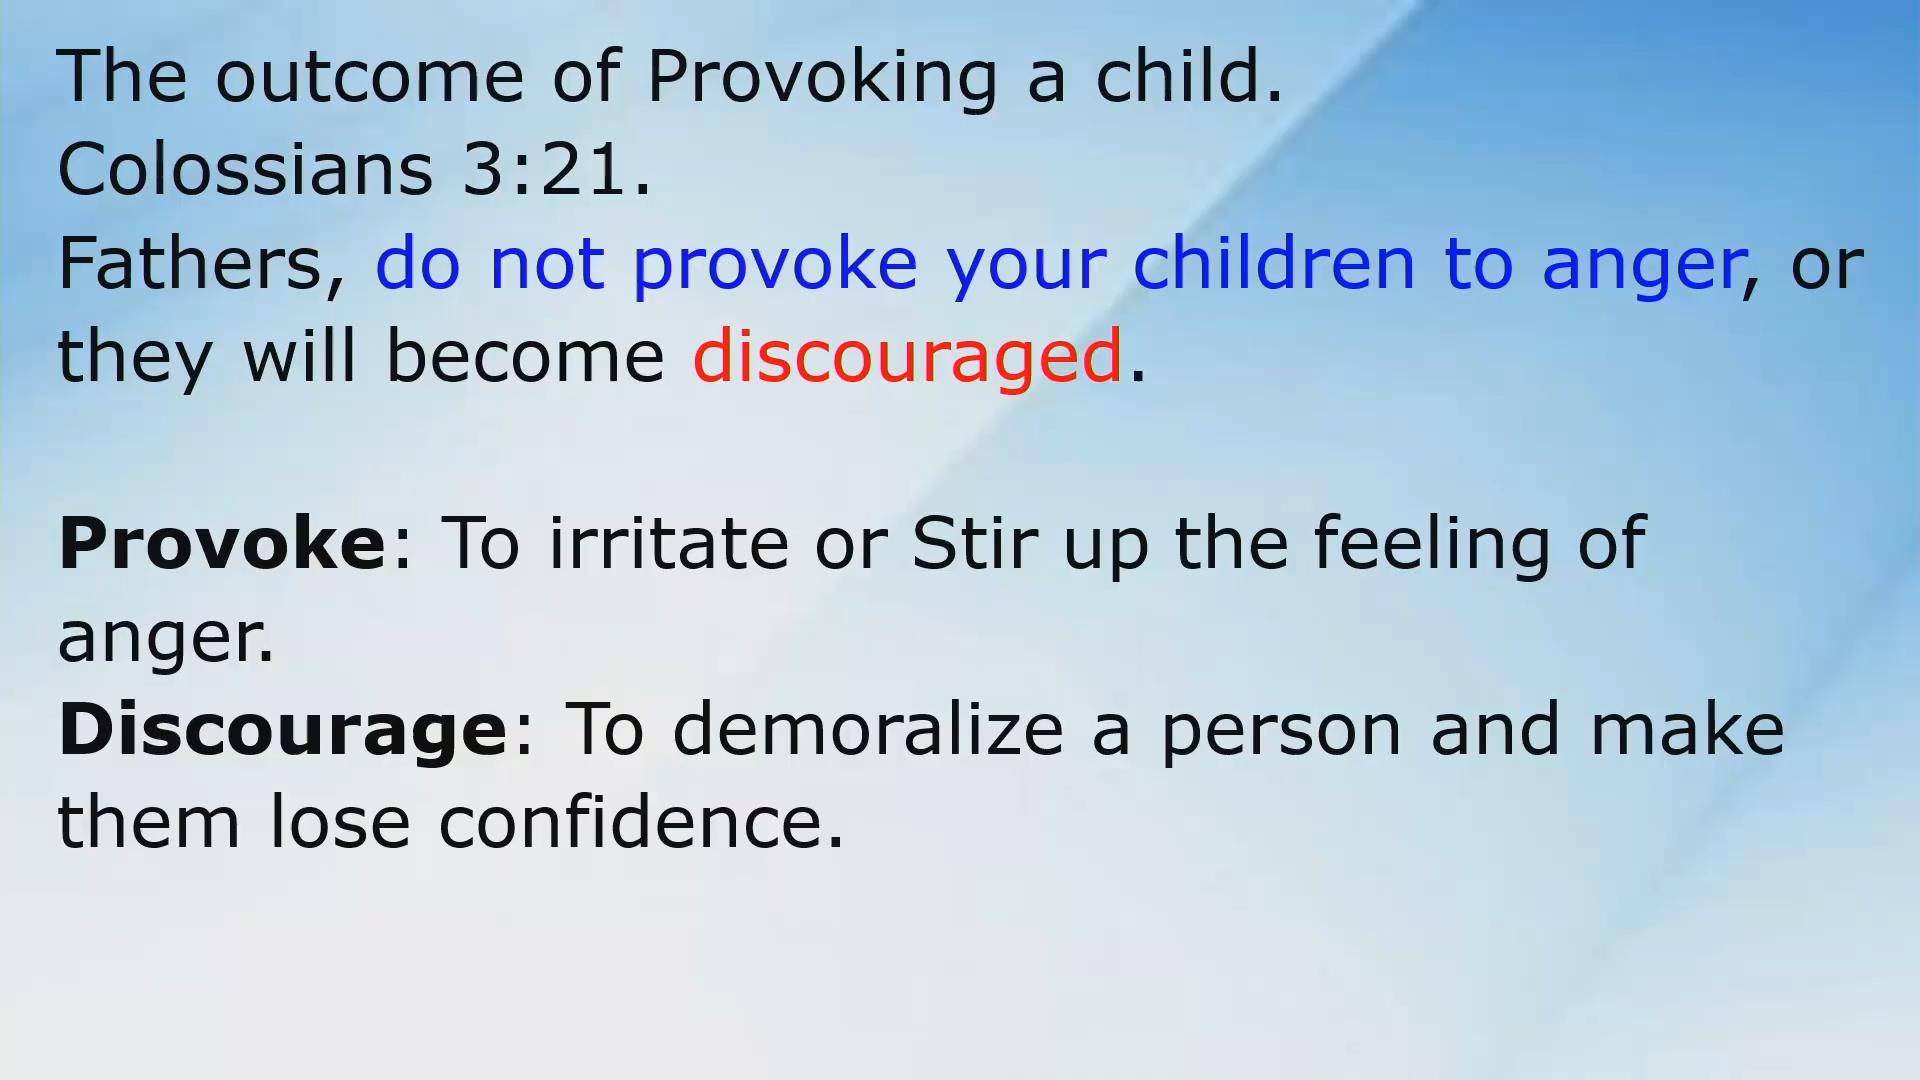 The outcome of Provoking a child.
Colossians 3:21.
Fathers, do not provoke your children to anger, or
they will become discouraged.
Provoke: To irritate or Stir up the feeling of
anger.
Discourage: To demoralize a person and make
them lose confidence.